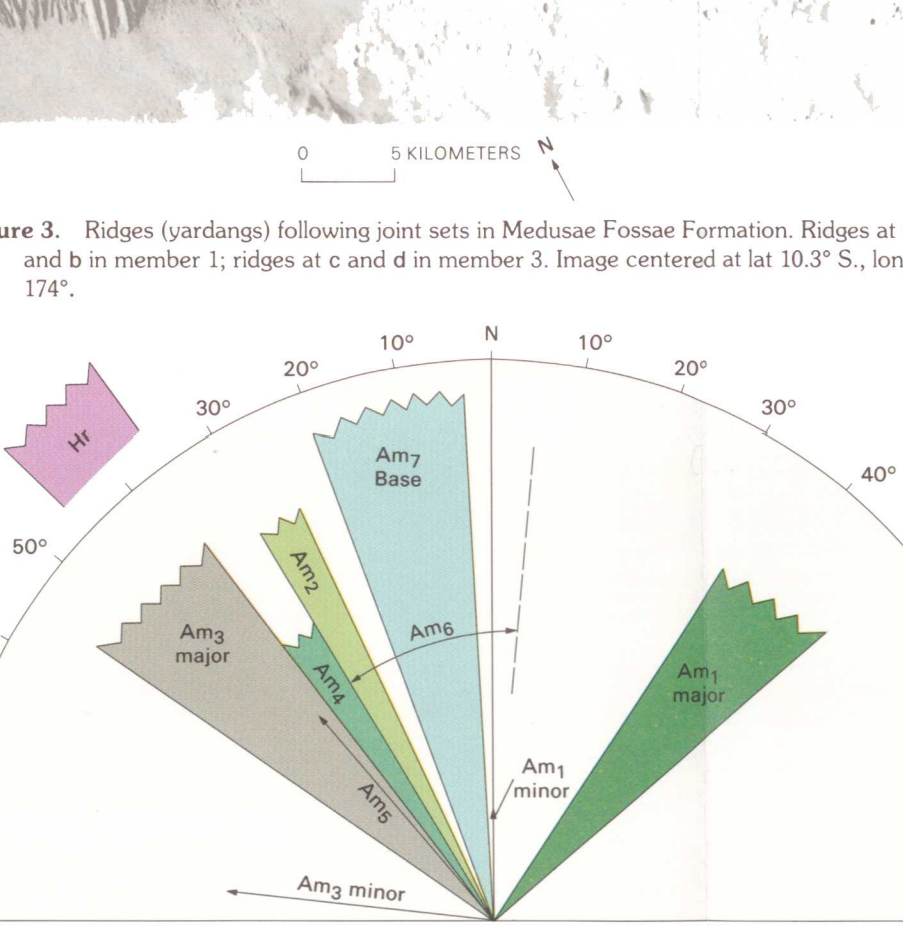 0 5 KILOMETERS N
ure 3. Ridges (yardangs) following joint sets in Medusae Fossae Formation. Ridges at
and b in member 1; ridges at c and d in member 3. Image centered at lat 10.3° S., lon
174°.
N
10° 10°
20° 20°
30° 30°
Hr
40°
Am7
Base
50°
Am2
Am6
Am3
major
Am4
Am1
major
Am1
minor
Am5
Am3 minor